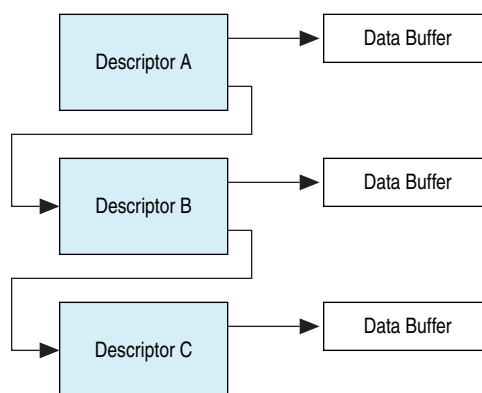 Descriptor A
Data Buffer
Descriptor B
Data Buffer
Descriptor C
Data Buffer